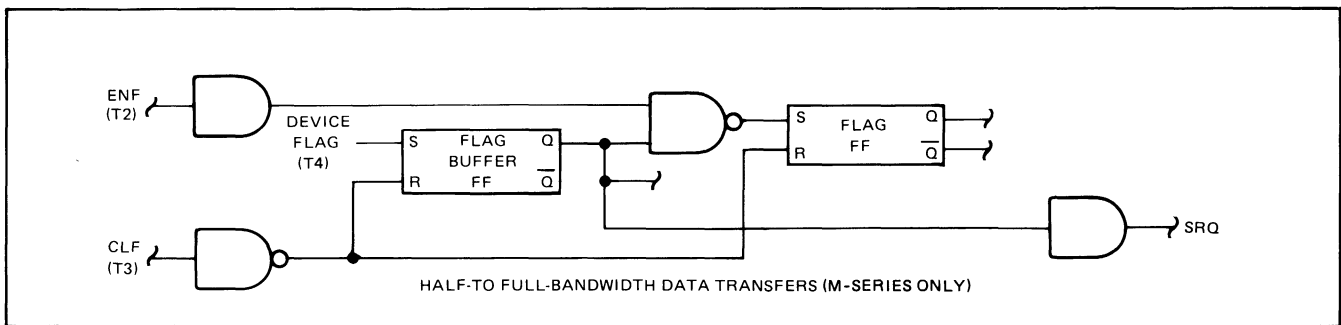 ENF
(T2)
DEVICE
FLAG
(T4)
S FLAG Q
BUFFER
R FF Q̅
S Q
FLAG
R FF Q̅
CLF
(T3)
SRQ
HALF-TO FULL-BANDWIDTH DATA TRANSFERS (M-SERIES ONLY)